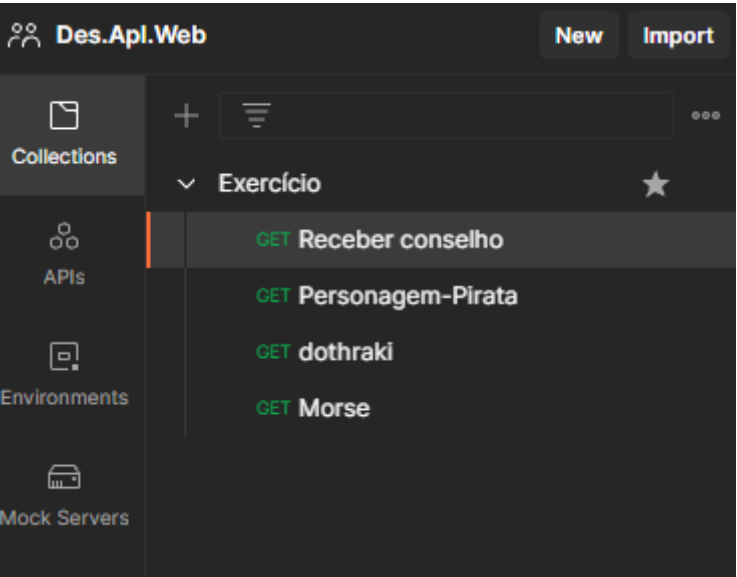 Des.Apl.Web
New
Import
Collections
Exercício
GET Receber conselho
APIs
GET Personagem-Pirata
GET dothraki
Environments
GET Morse
Mock Servers